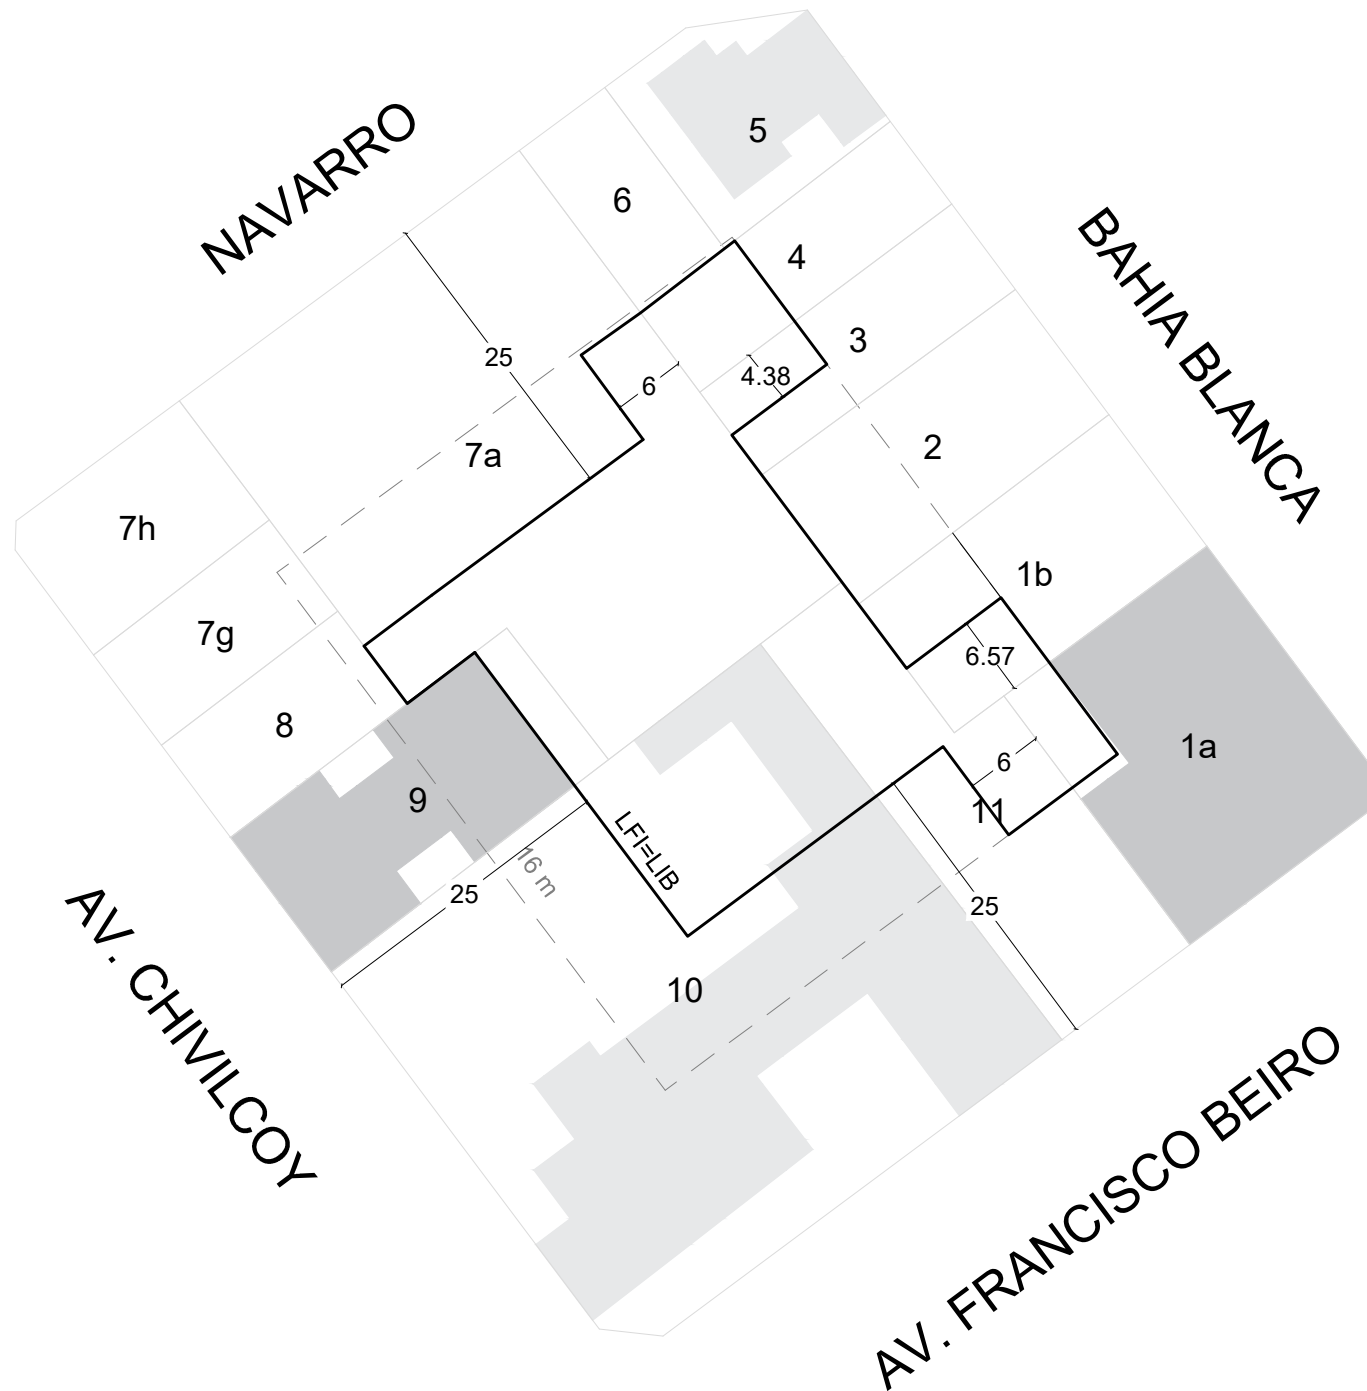 NAVARRO
5
6
BAHIA BLANCA
4
3
25
4.38
6
2
7a
7h
1b
7g
6.57
8
1a
6
9
11
LFI=LIB
16 m
25
25
10
AV. CHIVILCOY
AV. FRANCISCO BEIRO